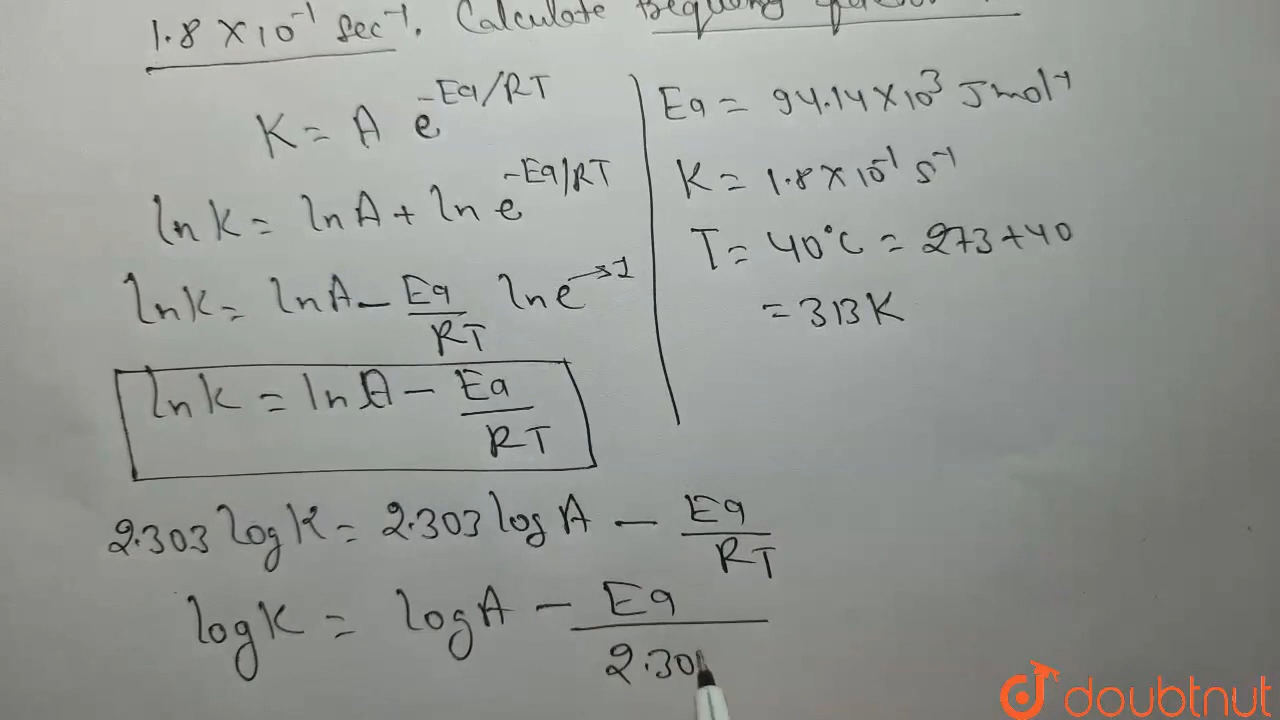 1.8 × 10⁻¹ sec⁻¹. Calculate
K = A e^(-Ea/RT)
ln K = ln A + ln e^(-Ea/RT)
ln K = ln A - Ea/RT ln e → 1
ln K = ln A - Ea/RT
2.303 log K = 2.303 log A - Ea/RT
log K = log A - Ea/2.30
Ea = 94.14 × 10³ J mol⁻¹
K = 1.8 × 10⁻¹ s⁻¹
T = 40°C = 273 + 40
= 313 K
doubtnut